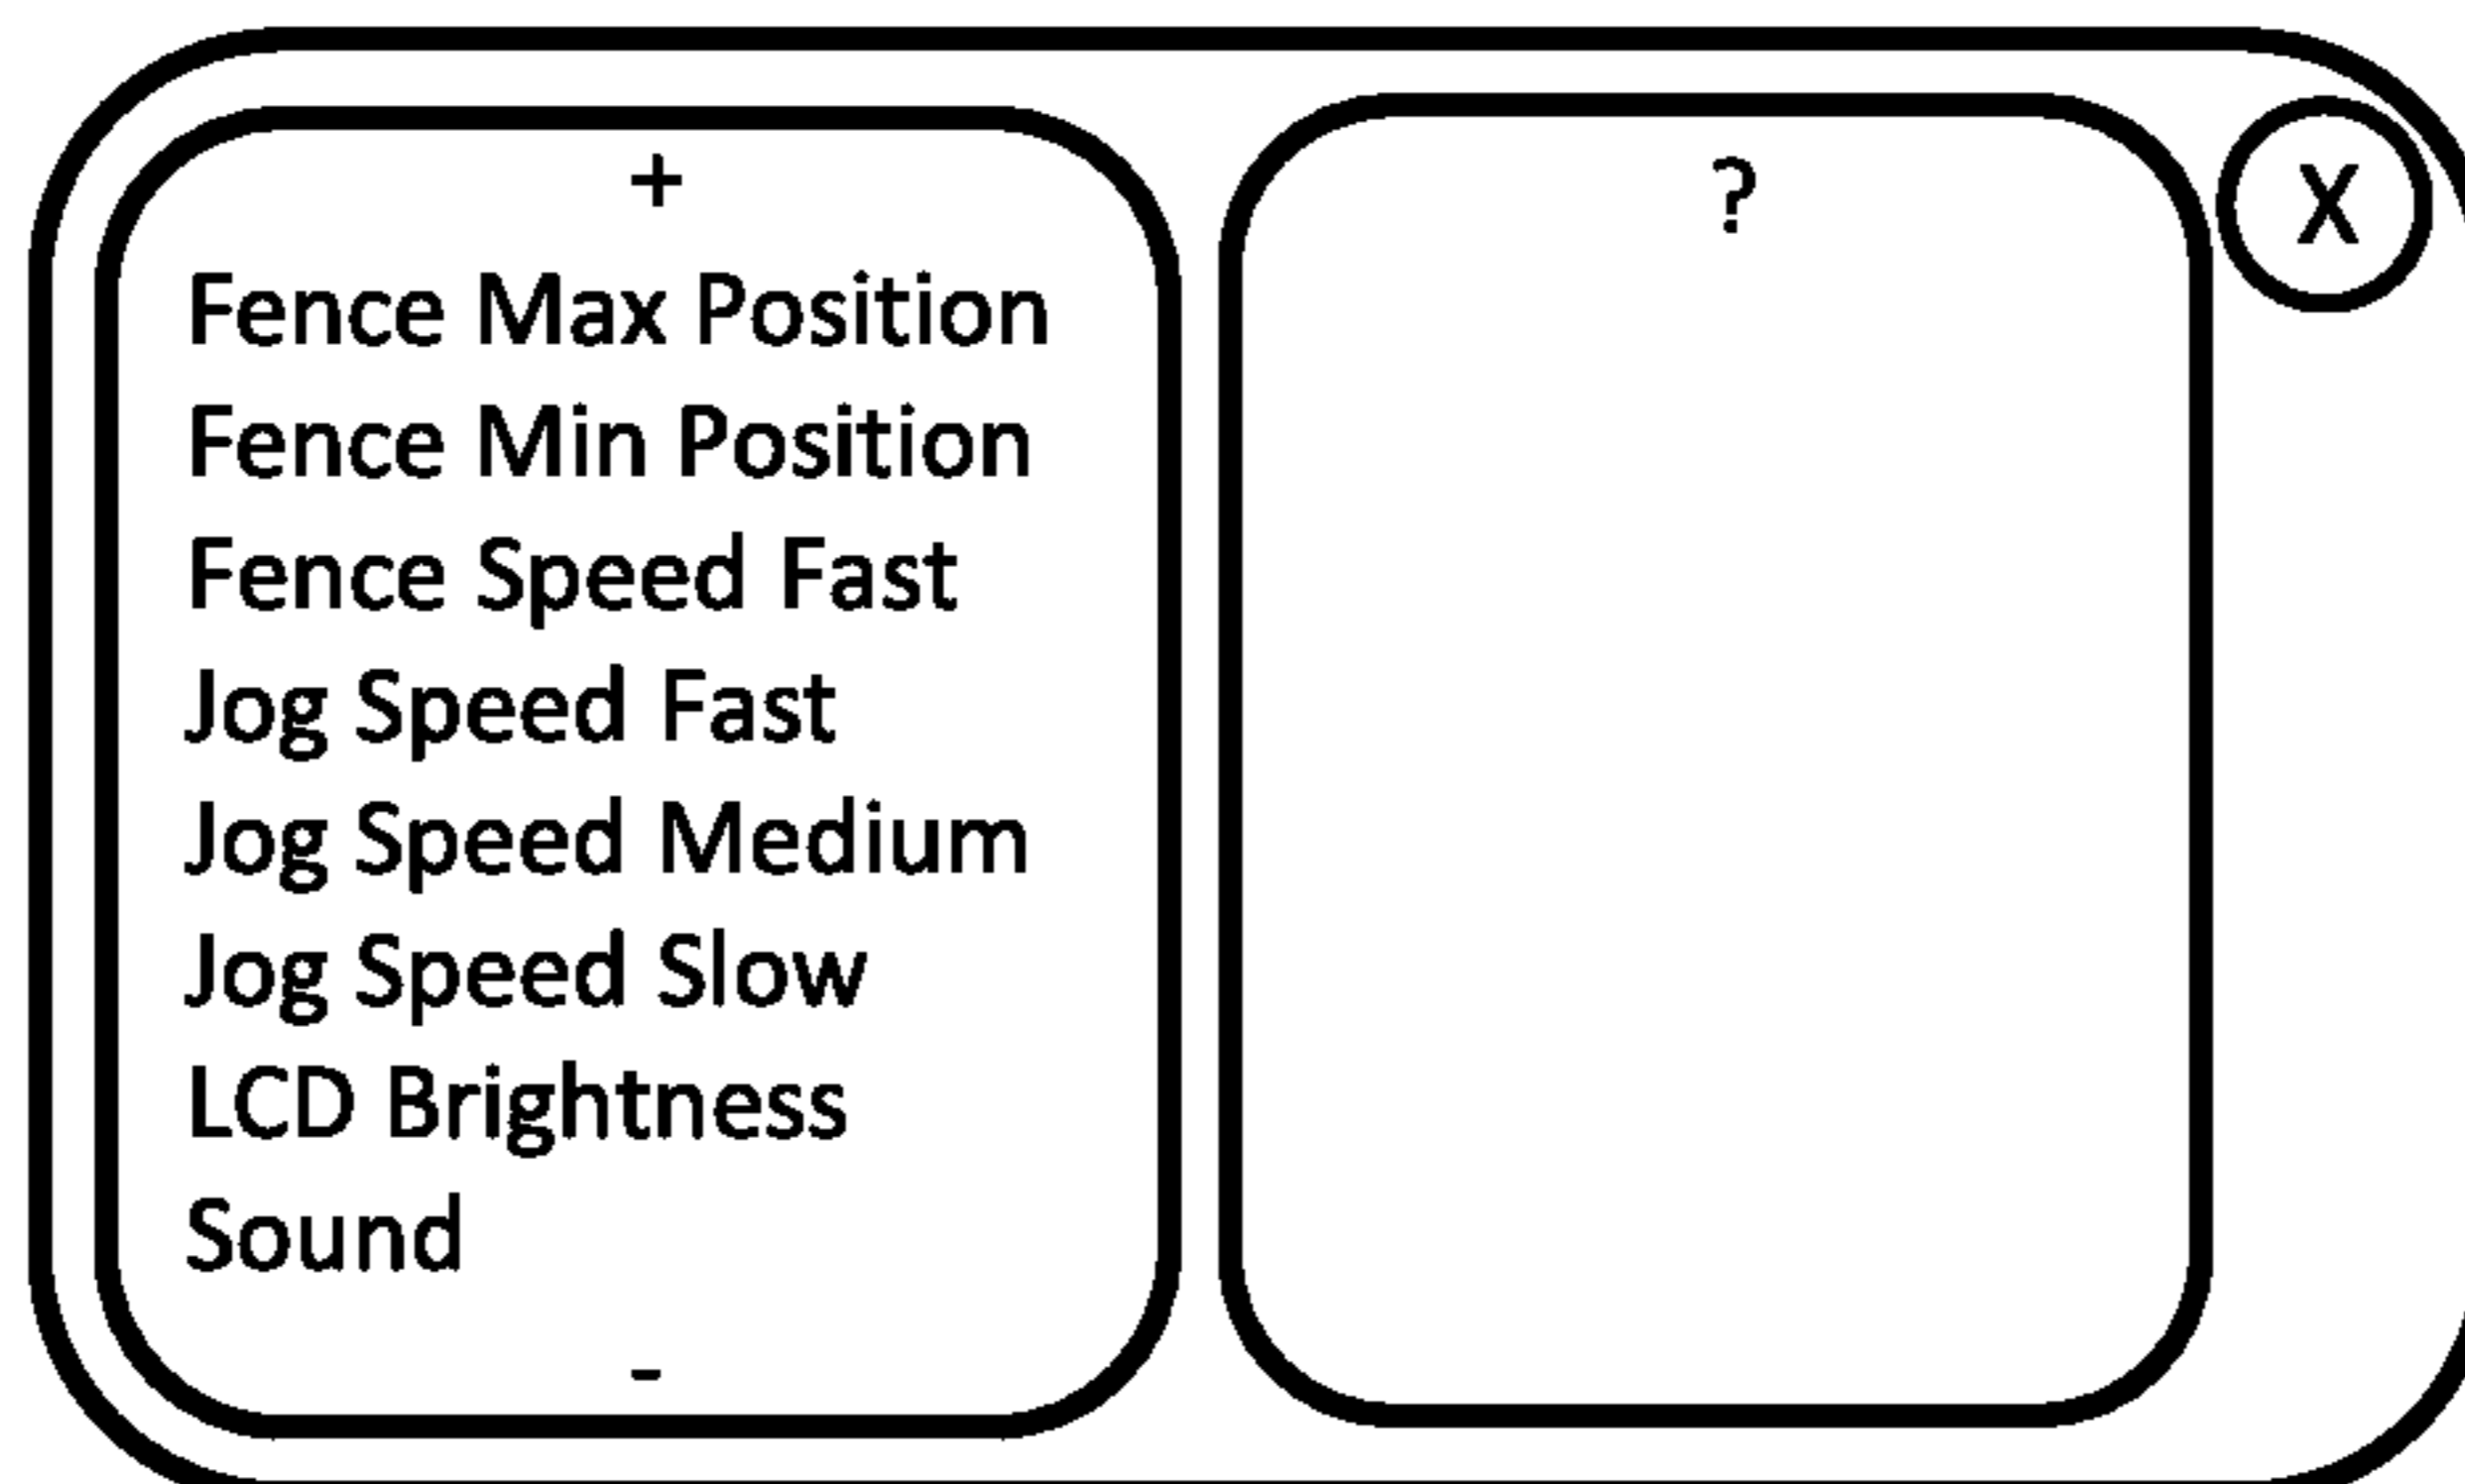 +
Fence Max Position
Fence Min Position
Fence Speed Fast
Jog Speed Fast
Jog Speed Medium
Jog Speed Slow
LCD Brightness
Sound
-
?
X